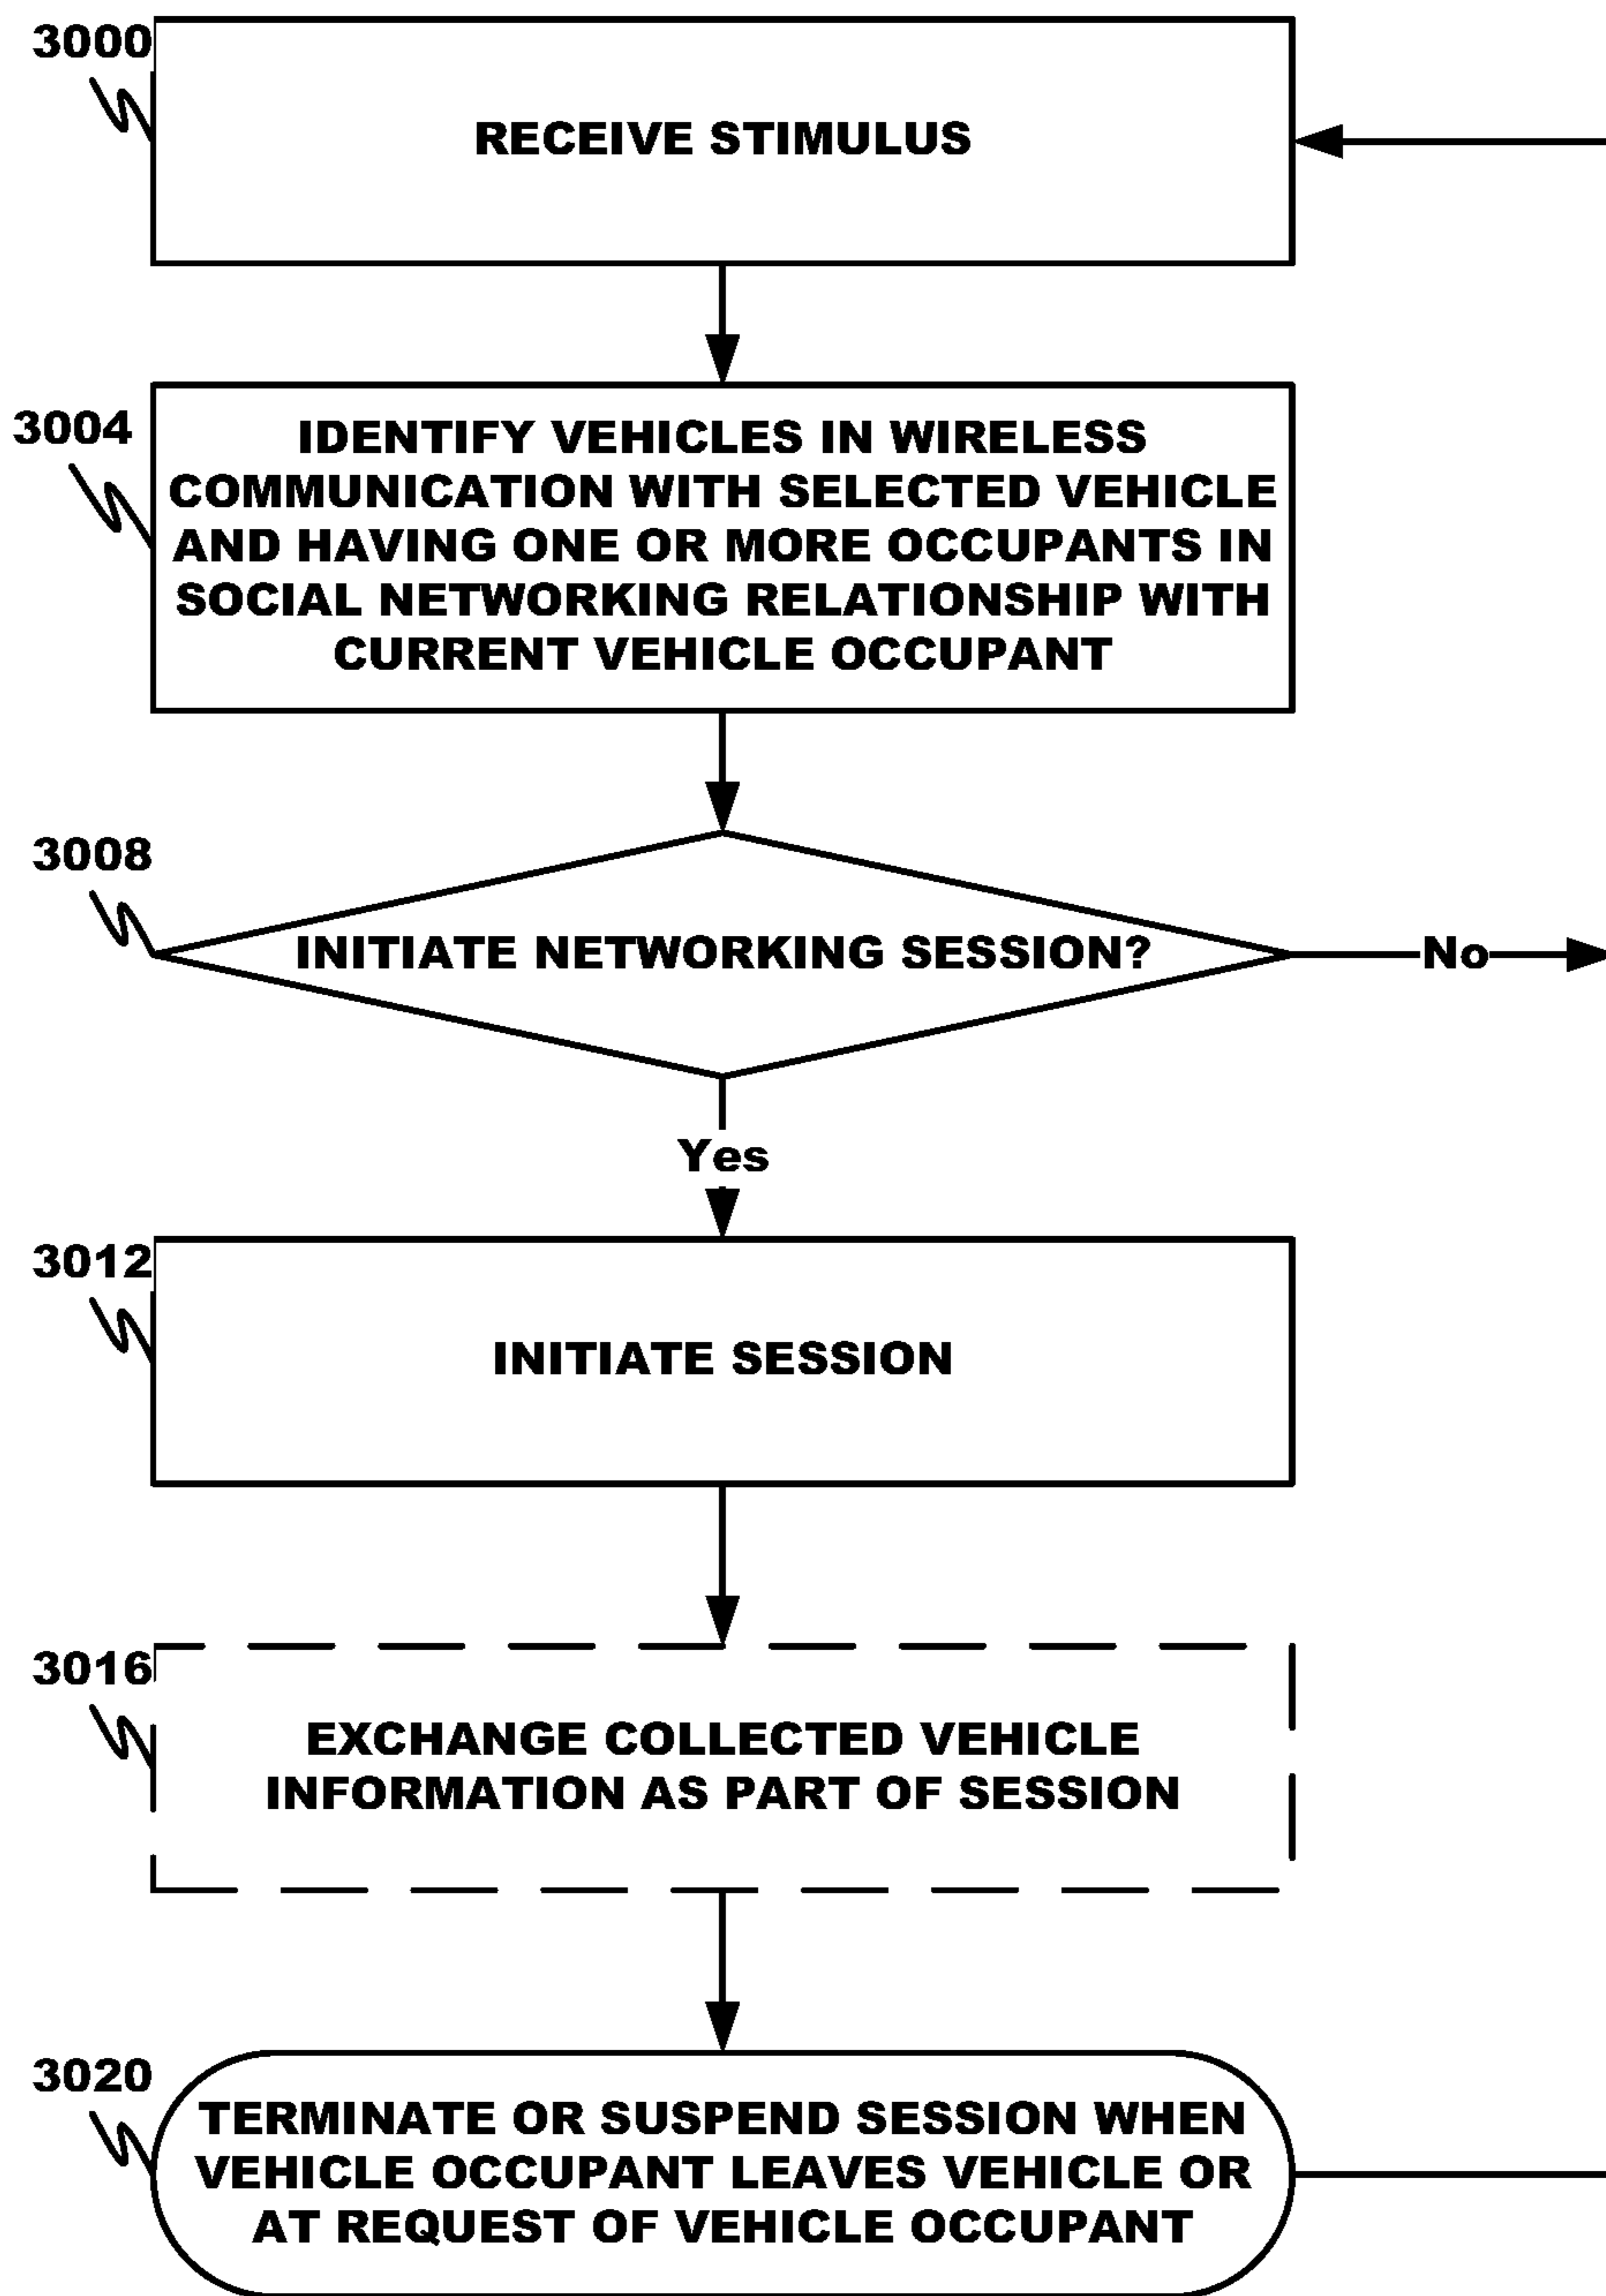 3000
RECEIVE STIMULUS
3004
IDENTIFY VEHICLES IN WIRELESS
COMMUNICATION WITH SELECTED VEHICLE
AND HAVING ONE OR MORE OCCUPANTS IN
SOCIAL NETWORKING RELATIONSHIP WITH
CURRENT VEHICLE OCCUPANT
3008
INITIATE NETWORKING SESSION?
No
Yes
3012
INITIATE SESSION
3016
EXCHANGE COLLECTED VEHICLE
INFORMATION AS PART OF SESSION
3020
TERMINATE OR SUSPEND SESSION WHEN
VEHICLE OCCUPANT LEAVES VEHICLE OR
AT REQUEST OF VEHICLE OCCUPANT